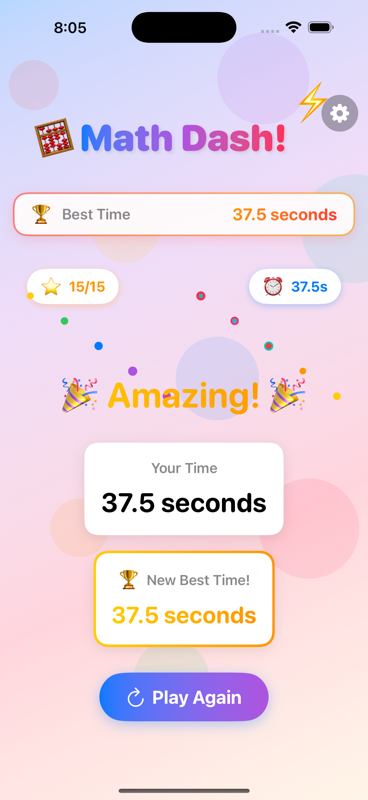 8:05
Math Dash!
Best Time 37.5 seconds
15/15 37.5s
Amazing!
Your Time
37.5 seconds
New Best Time!
37.5 seconds
Play Again